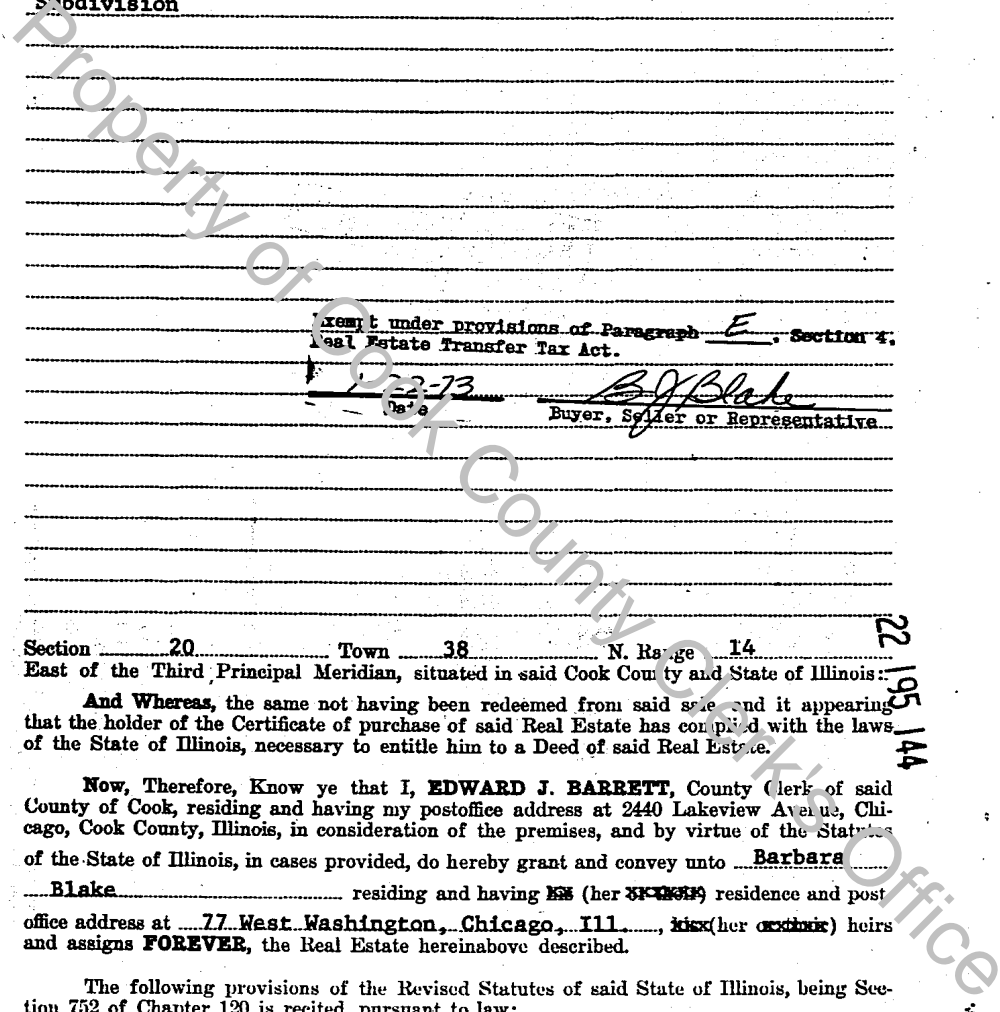 Subdivision
Exempt under provisions of Paragraph E, Section 4,
Real Estate Transfer Tax Act.
22-73
B J Blake
Date
Buyer, Seller or Representative
Section 20 Town 38 N. Range 14
East of the Third Principal Meridian, situated in said Cook County and State of Illinois:
22 195 144
And Whereas, the same not having been redeemed from said sale and it appearing
that the holder of the Certificate of purchase of said Real Estate has complied with the laws
of the State of Illinois, necessary to entitle him to a Deed of said Real Estate.
Now, Therefore, Know ye that I, EDWARD J. BARRETT, County Clerk of said
County of Cook, residing and having my postoffice address at 2440 Lakeview Avenue, Chi-
cago, Cook County, Illinois, in consideration of the premises, and by virtue of the Statutes
of the State of Illinois, in cases provided, do hereby grant and convey unto Barbara
Blake residing and having (her) residence and post
office address at 77 West Washington, Chicago, Ill., (her) heirs
and assigns FOREVER, the Real Estate hereinabove described.
The following provisions of the Revised Statutes of said State of Illinois, being Sec-
tion 752 of Chapter 120 is recited, pursuant to law:
Property of Cook County Clerk's Office